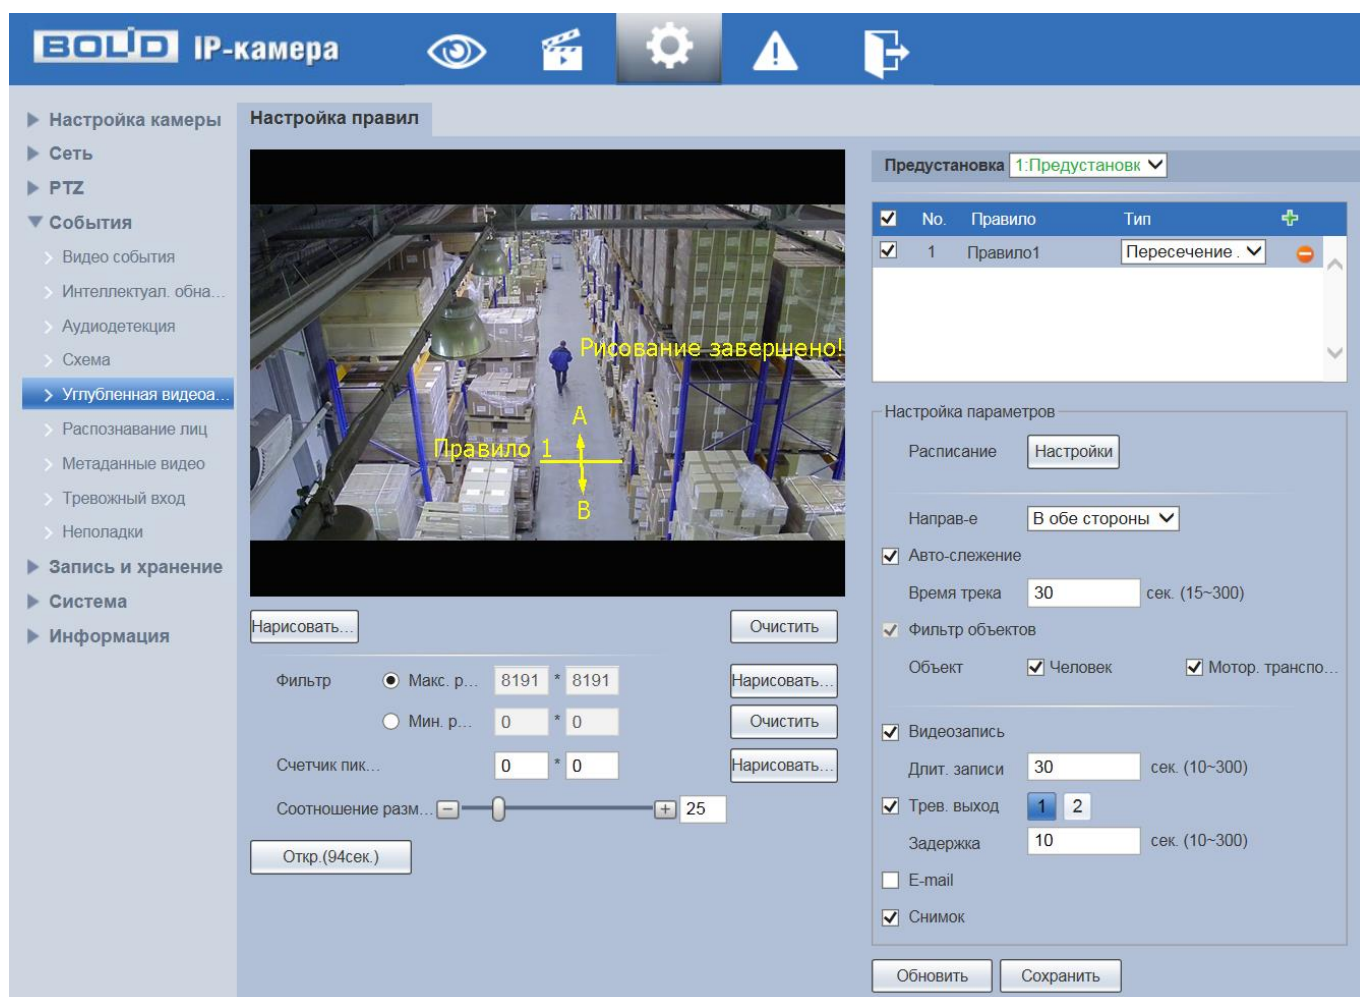 BOLID IP-камера
Настройка камеры
Сеть
PTZ
События
Видео события
Интеллектуал. обна...
Аудиодетекция
Схема
Углубленная видеоа...
Распознавание лиц
Метаданные видео
Тревожный вход
Неполадки
Запись и хранение
Система
Информация
Настройка правил
Рисование завершено!
A
Правило 1
B
Нарисовать... Очистить
Фильтр Макс. р... 8191 * 8191 Нарисовать...
Мин. р... 0 * 0 Очистить
Счетчик пик... 0 * 0 Нарисовать...
Соотношение разм... 25
Откр.(94сек.)
Предустановка 1:Предустановк
No. Правило Тип
1 Правило1 Пересечение .
Настройка параметров
Расписание Настройки
Направ-е В обе стороны
Авто-слежение
Время трека 30 сек. (15~300)
Фильтр объектов
Объект Человек Мотор. транспо...
Видеозапись
Длит. записи 30 сек. (10~300)
Трев. выход 1 2
Задержка 10 сек. (10~300)
E-mail
Снимок
Обновить Сохранить